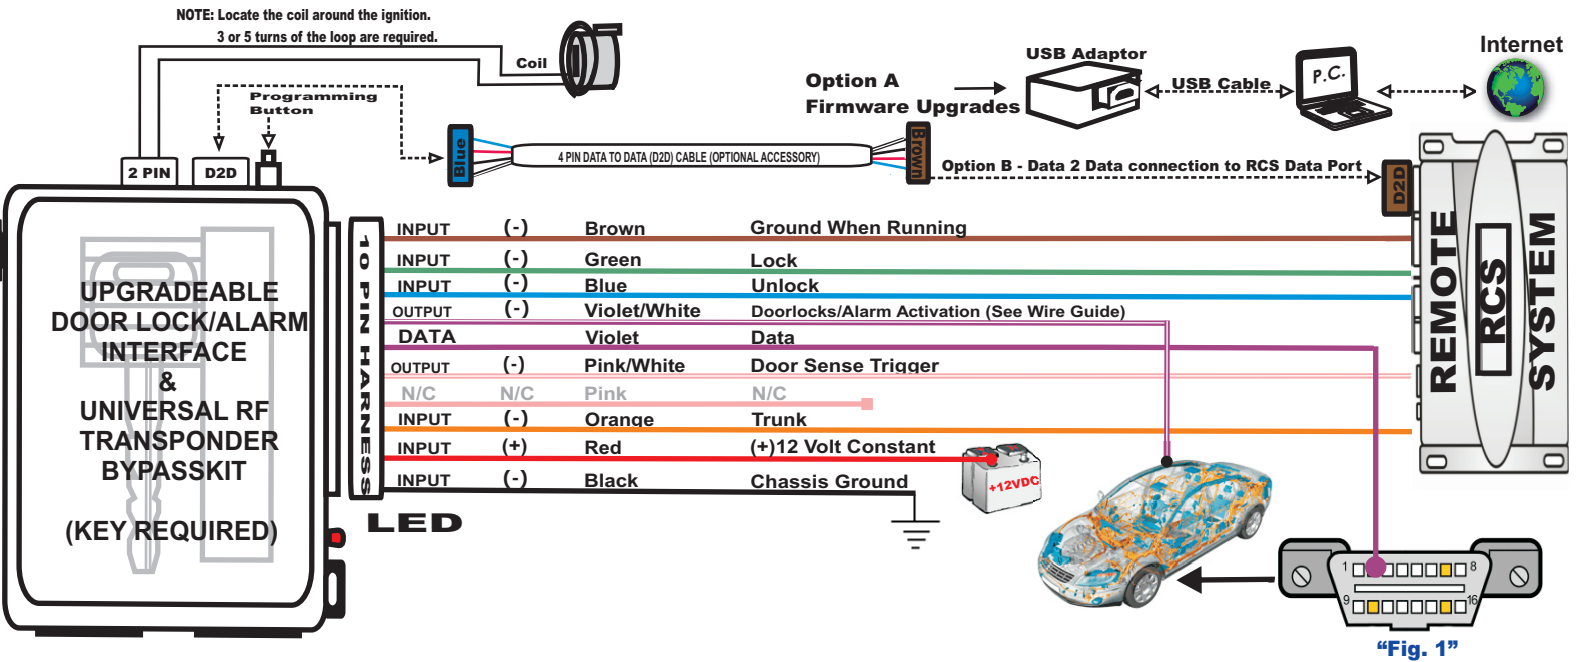 NOTE: Locate the coil around the ignition.
3 or 5 turns of the loop are required.
Coil
Programming
Button
2 PIN
D2D
Blue
4 PIN DATA TO DATA (D2D) CABLE (OPTIONAL ACCESSORY)
Brown
Option A
Firmware Upgrades
USB Adaptor
USB Cable
P.C.
Internet
Option B - Data 2 Data connection to RCS Data Port
D2D
UPGRADEABLE
DOOR LOCK/ALARM
INTERFACE
&
UNIVERSAL RF
TRANSPONDER
BYPASSKIT
(KEY REQUIRED)
10 PIN HARNESS
LED
INPUT (-) Brown Ground When Running
INPUT (-) Green Lock
INPUT (-) Blue Unlock
OUTPUT (-) Violet/White Doorlocks/Alarm Activation (See Wire Guide)
DATA Violet Data
OUTPUT (-) Pink/White Door Sense Trigger
N/C N/C Pink N/C
INPUT (-) Orange Trunk
INPUT (+) Red (+)12 Volt Constant
INPUT (-) Black Chassis Ground
+12VDC
REMOTE
RCS
SYSTEM
1
8
9
16
“Fig. 1”